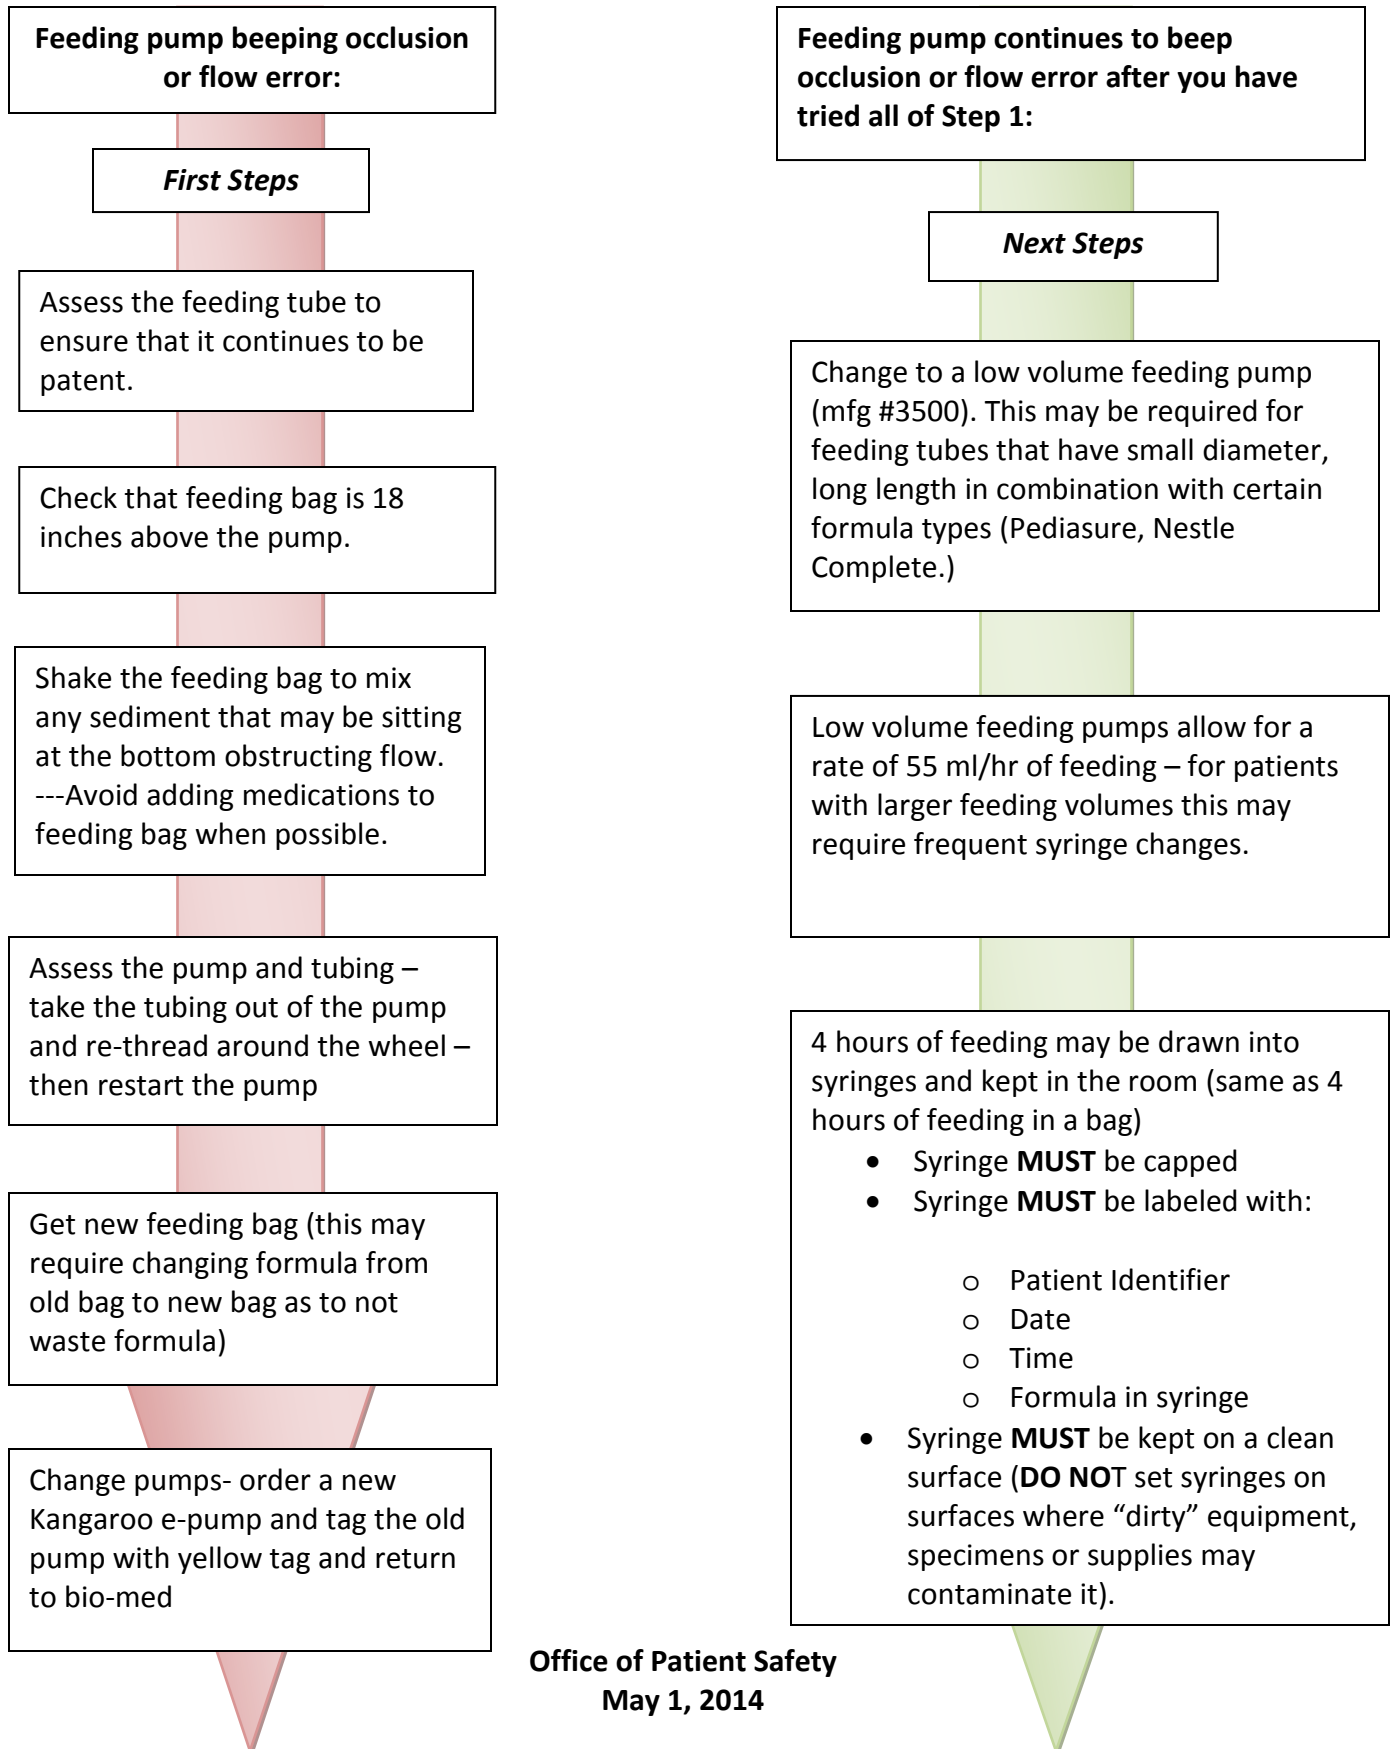 Feeding pump beeping occlusion
or flow error:
First Steps
Assess the feeding tube to
ensure that it continues to be
patent.
Check that feeding bag is 18
inches above the pump.
Shake the feeding bag to mix
any sediment that may be sitting
at the bottom obstructing flow.
---Avoid adding medications to
feeding bag when possible.
Assess the pump and tubing –
take the tubing out of the pump
and re-thread around the wheel –
then restart the pump
Get new feeding bag (this may
require changing formula from
old bag to new bag as to not
waste formula)
Change pumps- order a new
Kangaroo e-pump and tag the old
pump with yellow tag and return
to bio-med
Feeding pump continues to beep
occlusion or flow error after you have
tried all of Step 1:
Next Steps
Change to a low volume feeding pump
(mfg #3500). This may be required for
feeding tubes that have small diameter,
long length in combination with certain
formula types (Pediasure, Nestle
Complete.)
Low volume feeding pumps allow for a
rate of 55 ml/hr of feeding – for patients
with larger feeding volumes this may
require frequent syringe changes.
4 hours of feeding may be drawn into
syringes and kept in the room (same as 4
hours of feeding in a bag)
• Syringe MUST be capped
• Syringe MUST be labeled with:
o Patient Identifier
o Date
o Time
o Formula in syringe
• Syringe MUST be kept on a clean
surface (DO NOT set syringes on
surfaces where “dirty” equipment,
specimens or supplies may
contaminate it).
Office of Patient Safety
May 1, 2014